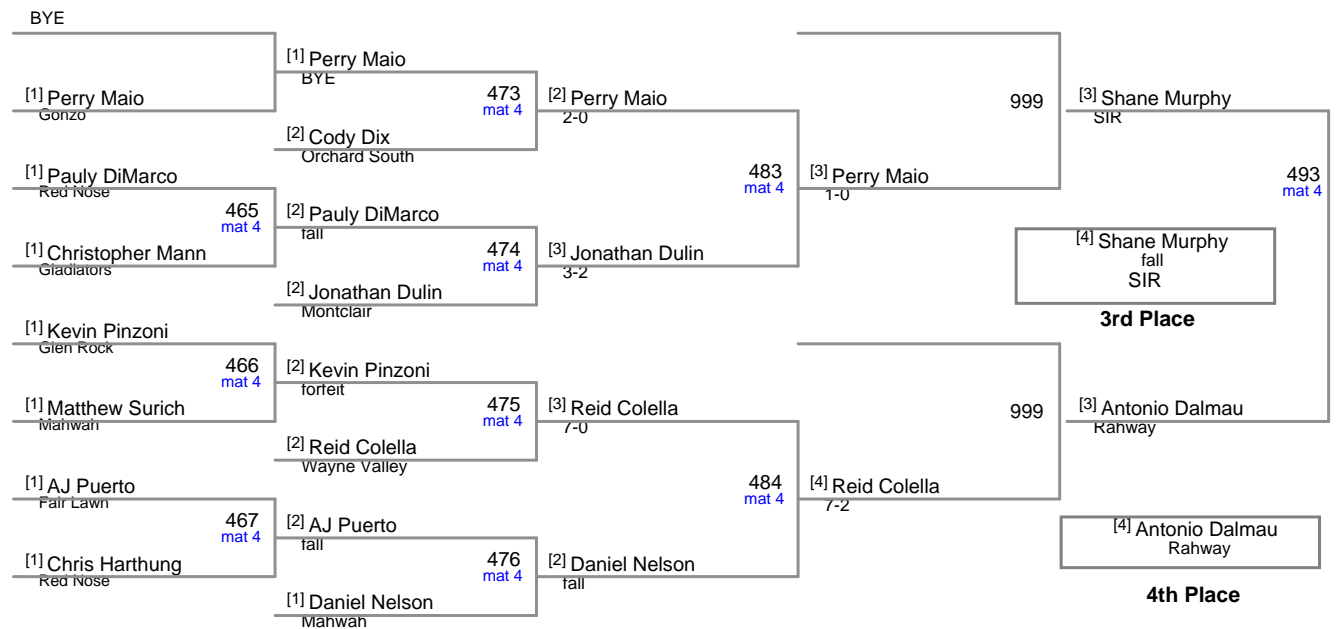 BYE
[1] Perry Maio
Gonzo
[1] Pauly DiMarco
Red Nose
465
mat 4
[1] Christopher Mann
Gladiators
[1] Kevin Pinzoni
Glen Rock
466
mat 4
[1] Matthew Surich
Mahwah
[1] AJ Puerto
Fair Lawn
467
mat 4
[1] Chris Harthung
Red Nose
[1] Perry Maio
BYE
473
mat 4
[2] Cody Dix
Orchard South
[2] Pauly DiMarco
fall
474
mat 4
[2] Jonathan Dulin
Montclair
[2] Kevin Pinzoni
forfeit
475
mat 4
[2] Reid Colella
Wayne Valley
[2] AJ Puerto
fall
476
mat 4
[1] Daniel Nelson
Mahwah
[2] Perry Maio
2-0
483
mat 4
[3] Jonathan Dulin
3-2
[3] Reid Colella
7-0
484
mat 4
[2] Daniel Nelson
fall
999
[3] Perry Maio
1-0
999
[4] Reid Colella
7-2
[3] Shane Murphy
SIR
493
mat 4
[4] Shane Murphy
fall
SIR
3rd Place
[3] Antonio Dalmau
Rahway
[4] Antonio Dalmau
Rahway
4th Place